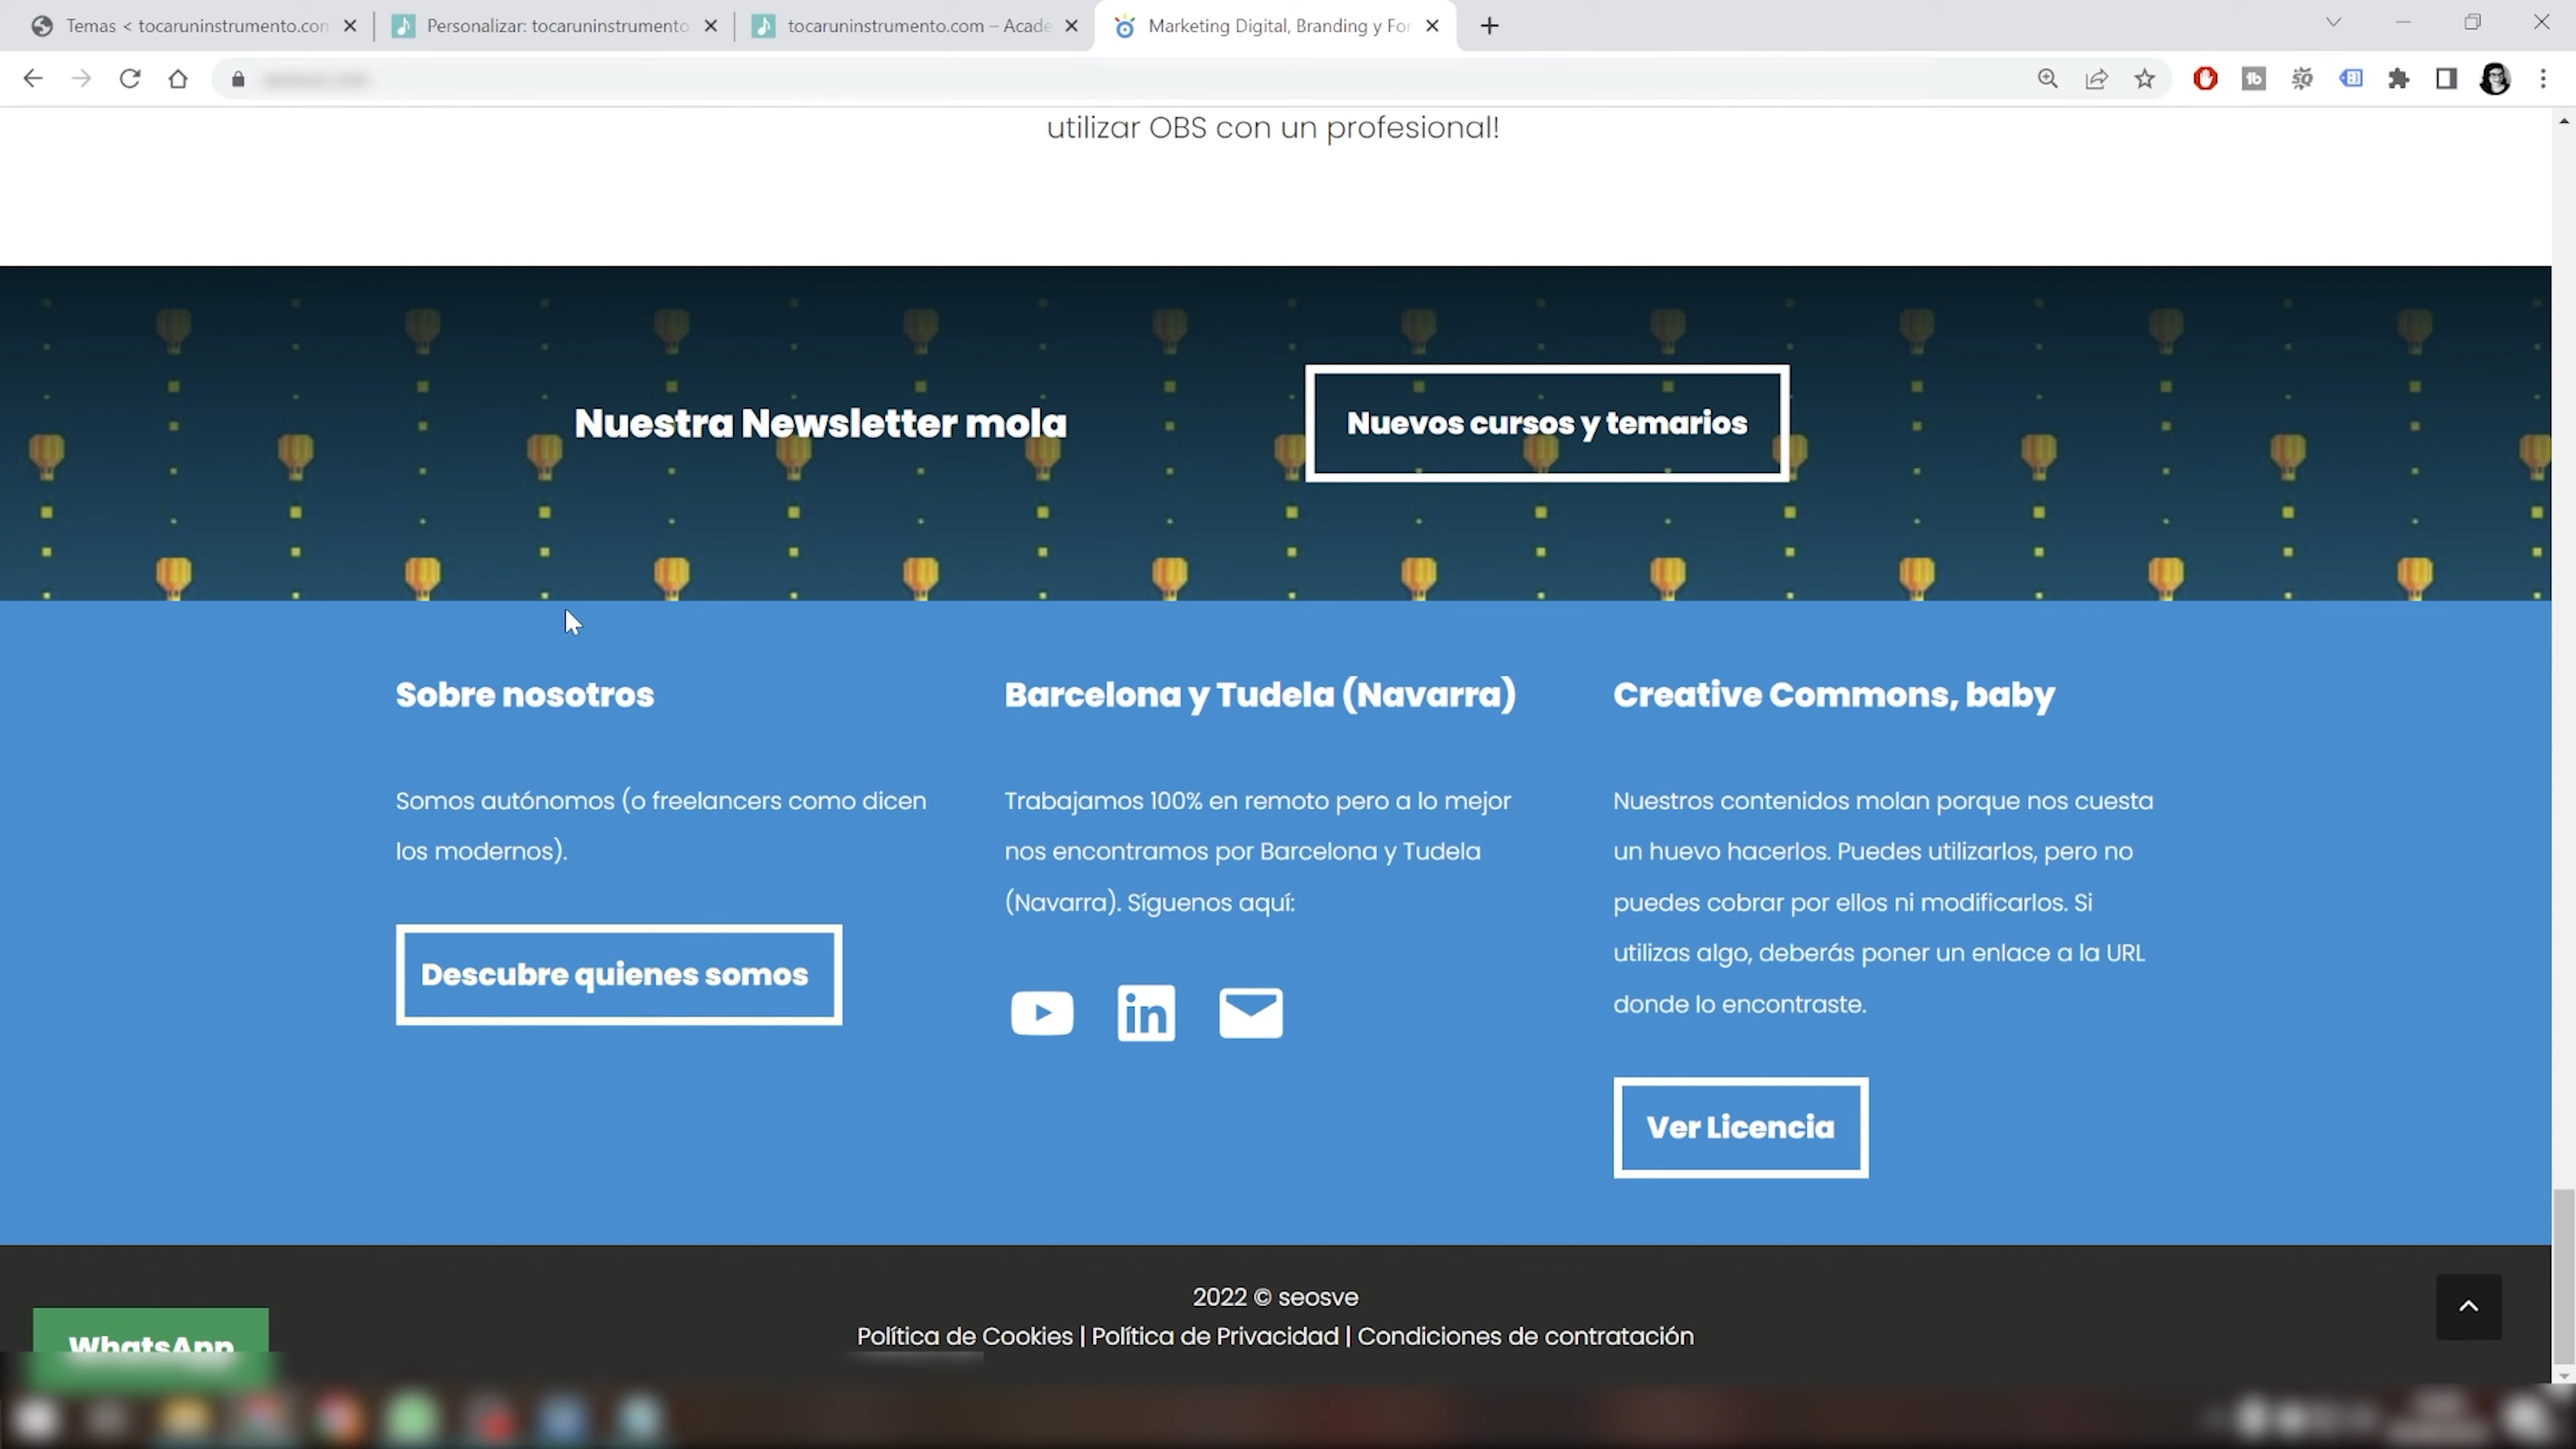 Temas < tocaruninstrumento.com
Personalizar: tocaruninstrumento
tocaruninstrumento.com – Acade
Marketing Digital, Branding y For
utilizar OBS con un profesional!
Nuestra Newsletter mola
Nuevos cursos y temarios
Sobre nosotros
Somos autónomos (o freelancers como dicen
los modernos).
Descubre quienes somos
Barcelona y Tudela (Navarra)
Trabajamos 100% en remoto pero a lo mejor
nos encontramos por Barcelona y Tudela
(Navarra). Síguenos aquí:
in
Creative Commons, baby
Nuestros contenidos molan porque nos cuesta
un huevo hacerlos. Puedes utilizarlos, pero no
puedes cobrar por ellos ni modificarlos. Si
utilizas algo, deberás poner un enlace a la URL
donde lo encontraste.
Ver Licencia
2022 © seosve
Política de Cookies | Política de Privacidad | Condiciones de contratación
WhatsApp